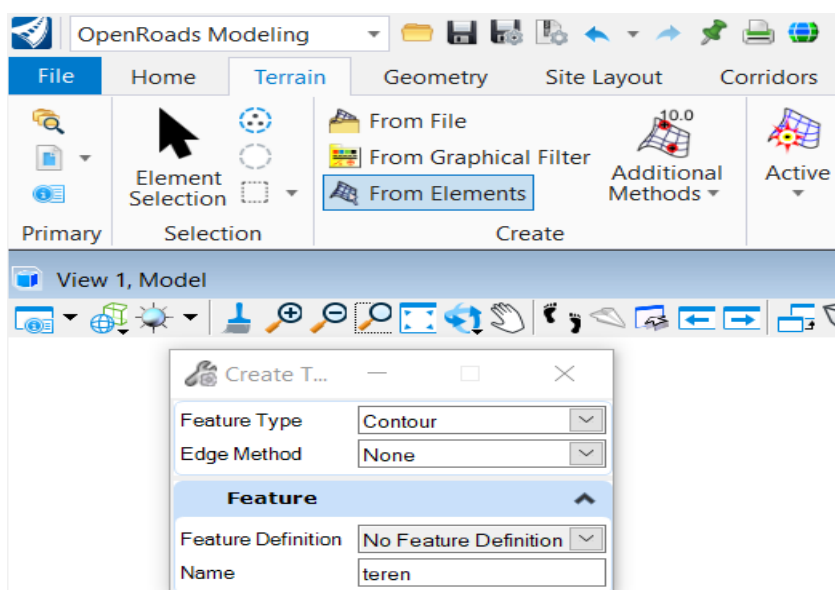 OpenRoads Modeling
File Home Terrain Geometry Site Layout Corridors
From File
10.0
From Graphical Filter
Element Selection
Additional Methods
Active
From Elements
Primary Selection Create
View 1, Model
Create T...
Feature Type Contour
Edge Method None
Feature
Feature Definition No Feature Definition
Name teren